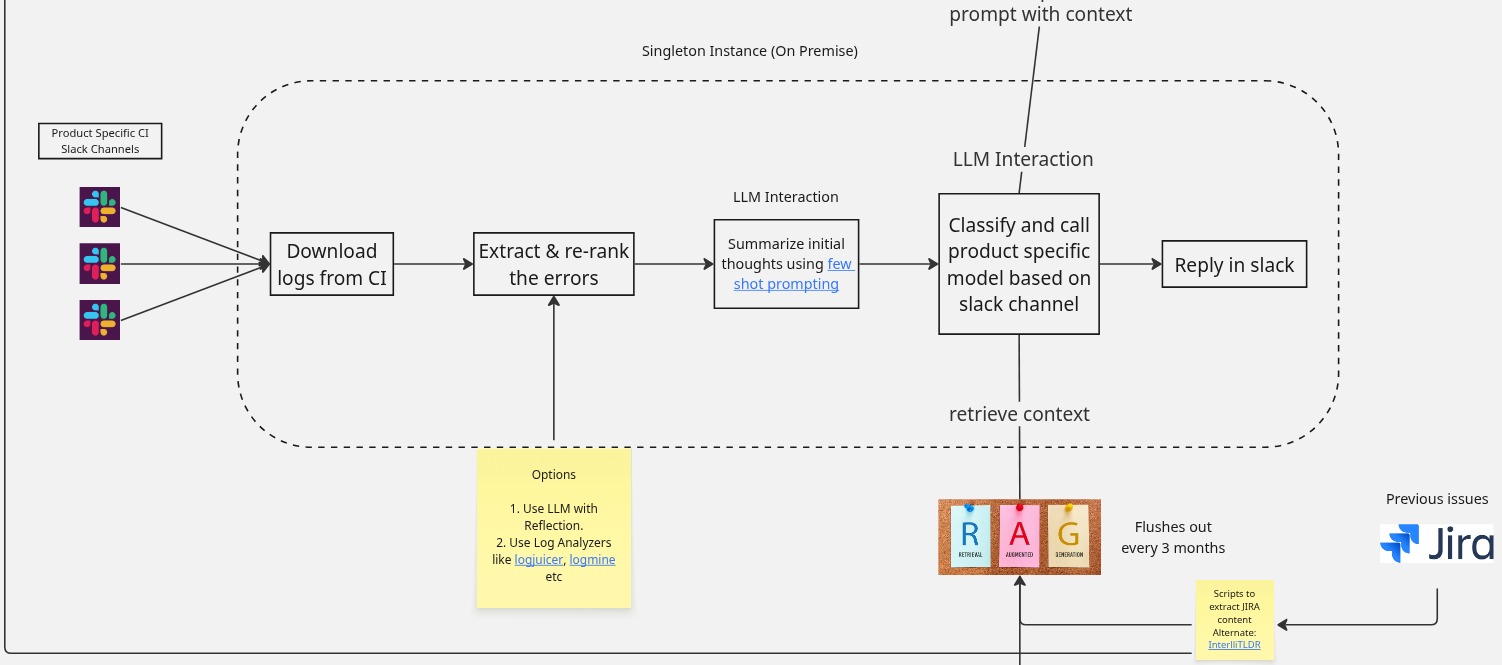 prompt with context
Singleton Instance (On Premise)
Product Specific CI
Slack Channels
LLM Interaction
LLM Interaction
Download
logs from CI
Extract & re-rank
the errors
Summarize initial
thoughts using few
shot prompting
Classify and call
product specific
model based on
slack channel
Reply in slack
retrieve context
Options
1. Use LLM with
Reflection.
2. Use Log Analyzers
like logjuicer, logmine
etc
R
RETRIEVAL
A
AUGMENTED
G
GENERATION
Flushes out
every 3 months
Previous issues
Jira
Scripts to
extract JIRA
content
Alternate:
InterlliTLDR